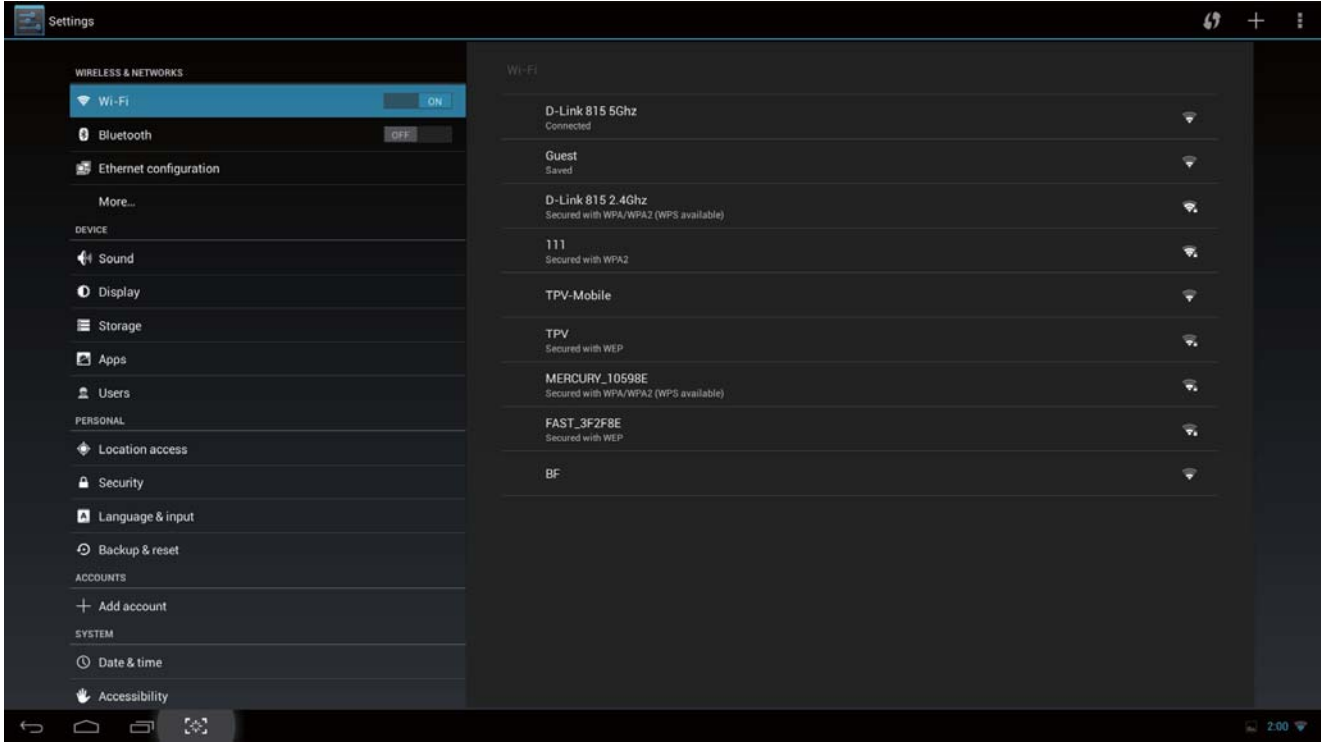 Settings
WIRELESS & NETWORKS
Wi-Fi
ON
Bluetooth
OFF
Ethernet configuration
More...
DEVICE
Sound
Display
Storage
Apps
Users
PERSONAL
Location access
Security
Language & input
Backup & reset
ACCOUNTS
Add account
SYSTEM
Date & time
Accessibility
Wi-Fi
D-Link 815 5Ghz
Connected
Guest
Saved
D-Link 815 2.4Ghz
Secured with WPA/WPA2 (WPS available)
111
Secured with WPA2
TPV-Mobile
TPV
Secured with WEP
MERCURY_10598E
Secured with WPA/WPA2 (WPS available)
FAST_3F2F8E
Secured with WEP
BF
2:00